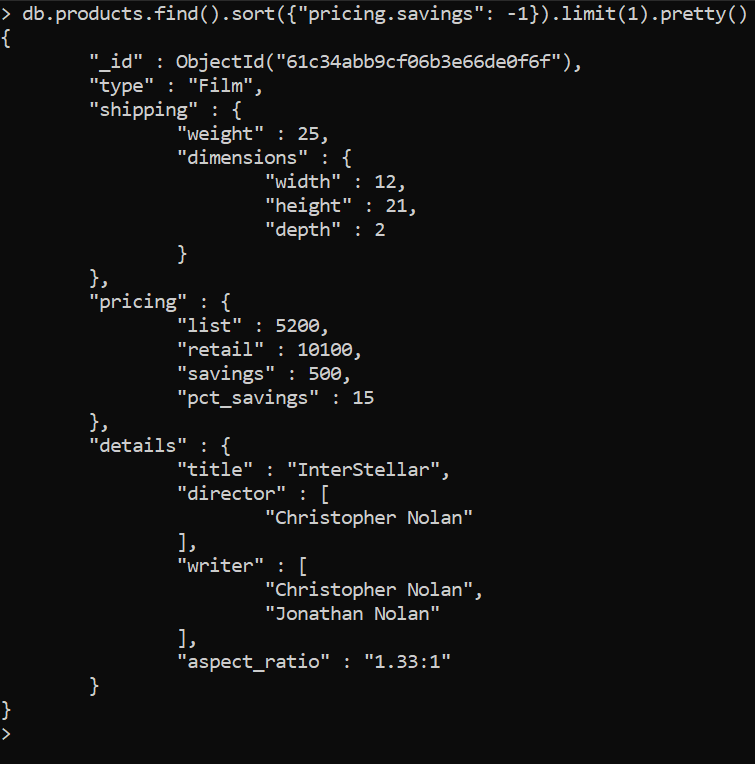 > db.products.find().sort({"pricing.savings": -1}).limit(1).pretty()
{
        "_id" : ObjectId("61c34abb9cf06b3e66de0f6f"),
        "type" : "Film",
        "shipping" : {
                "weight" : 25,
                "dimensions" : {
                        "width" : 12,
                        "height" : 21,
                        "depth" : 2
                }
        },
        "pricing" : {
                "list" : 5200,
                "retail" : 10100,
                "savings" : 500,
                "pct_savings" : 15
        },
        "details" : {
                "title" : "InterStellar",
                "director" : [
                        "Christopher Nolan"
                ],
                "writer" : [
                        "Christopher Nolan",
                        "Jonathan Nolan"
                ],
                "aspect_ratio" : "1.33:1"
        }
}
>